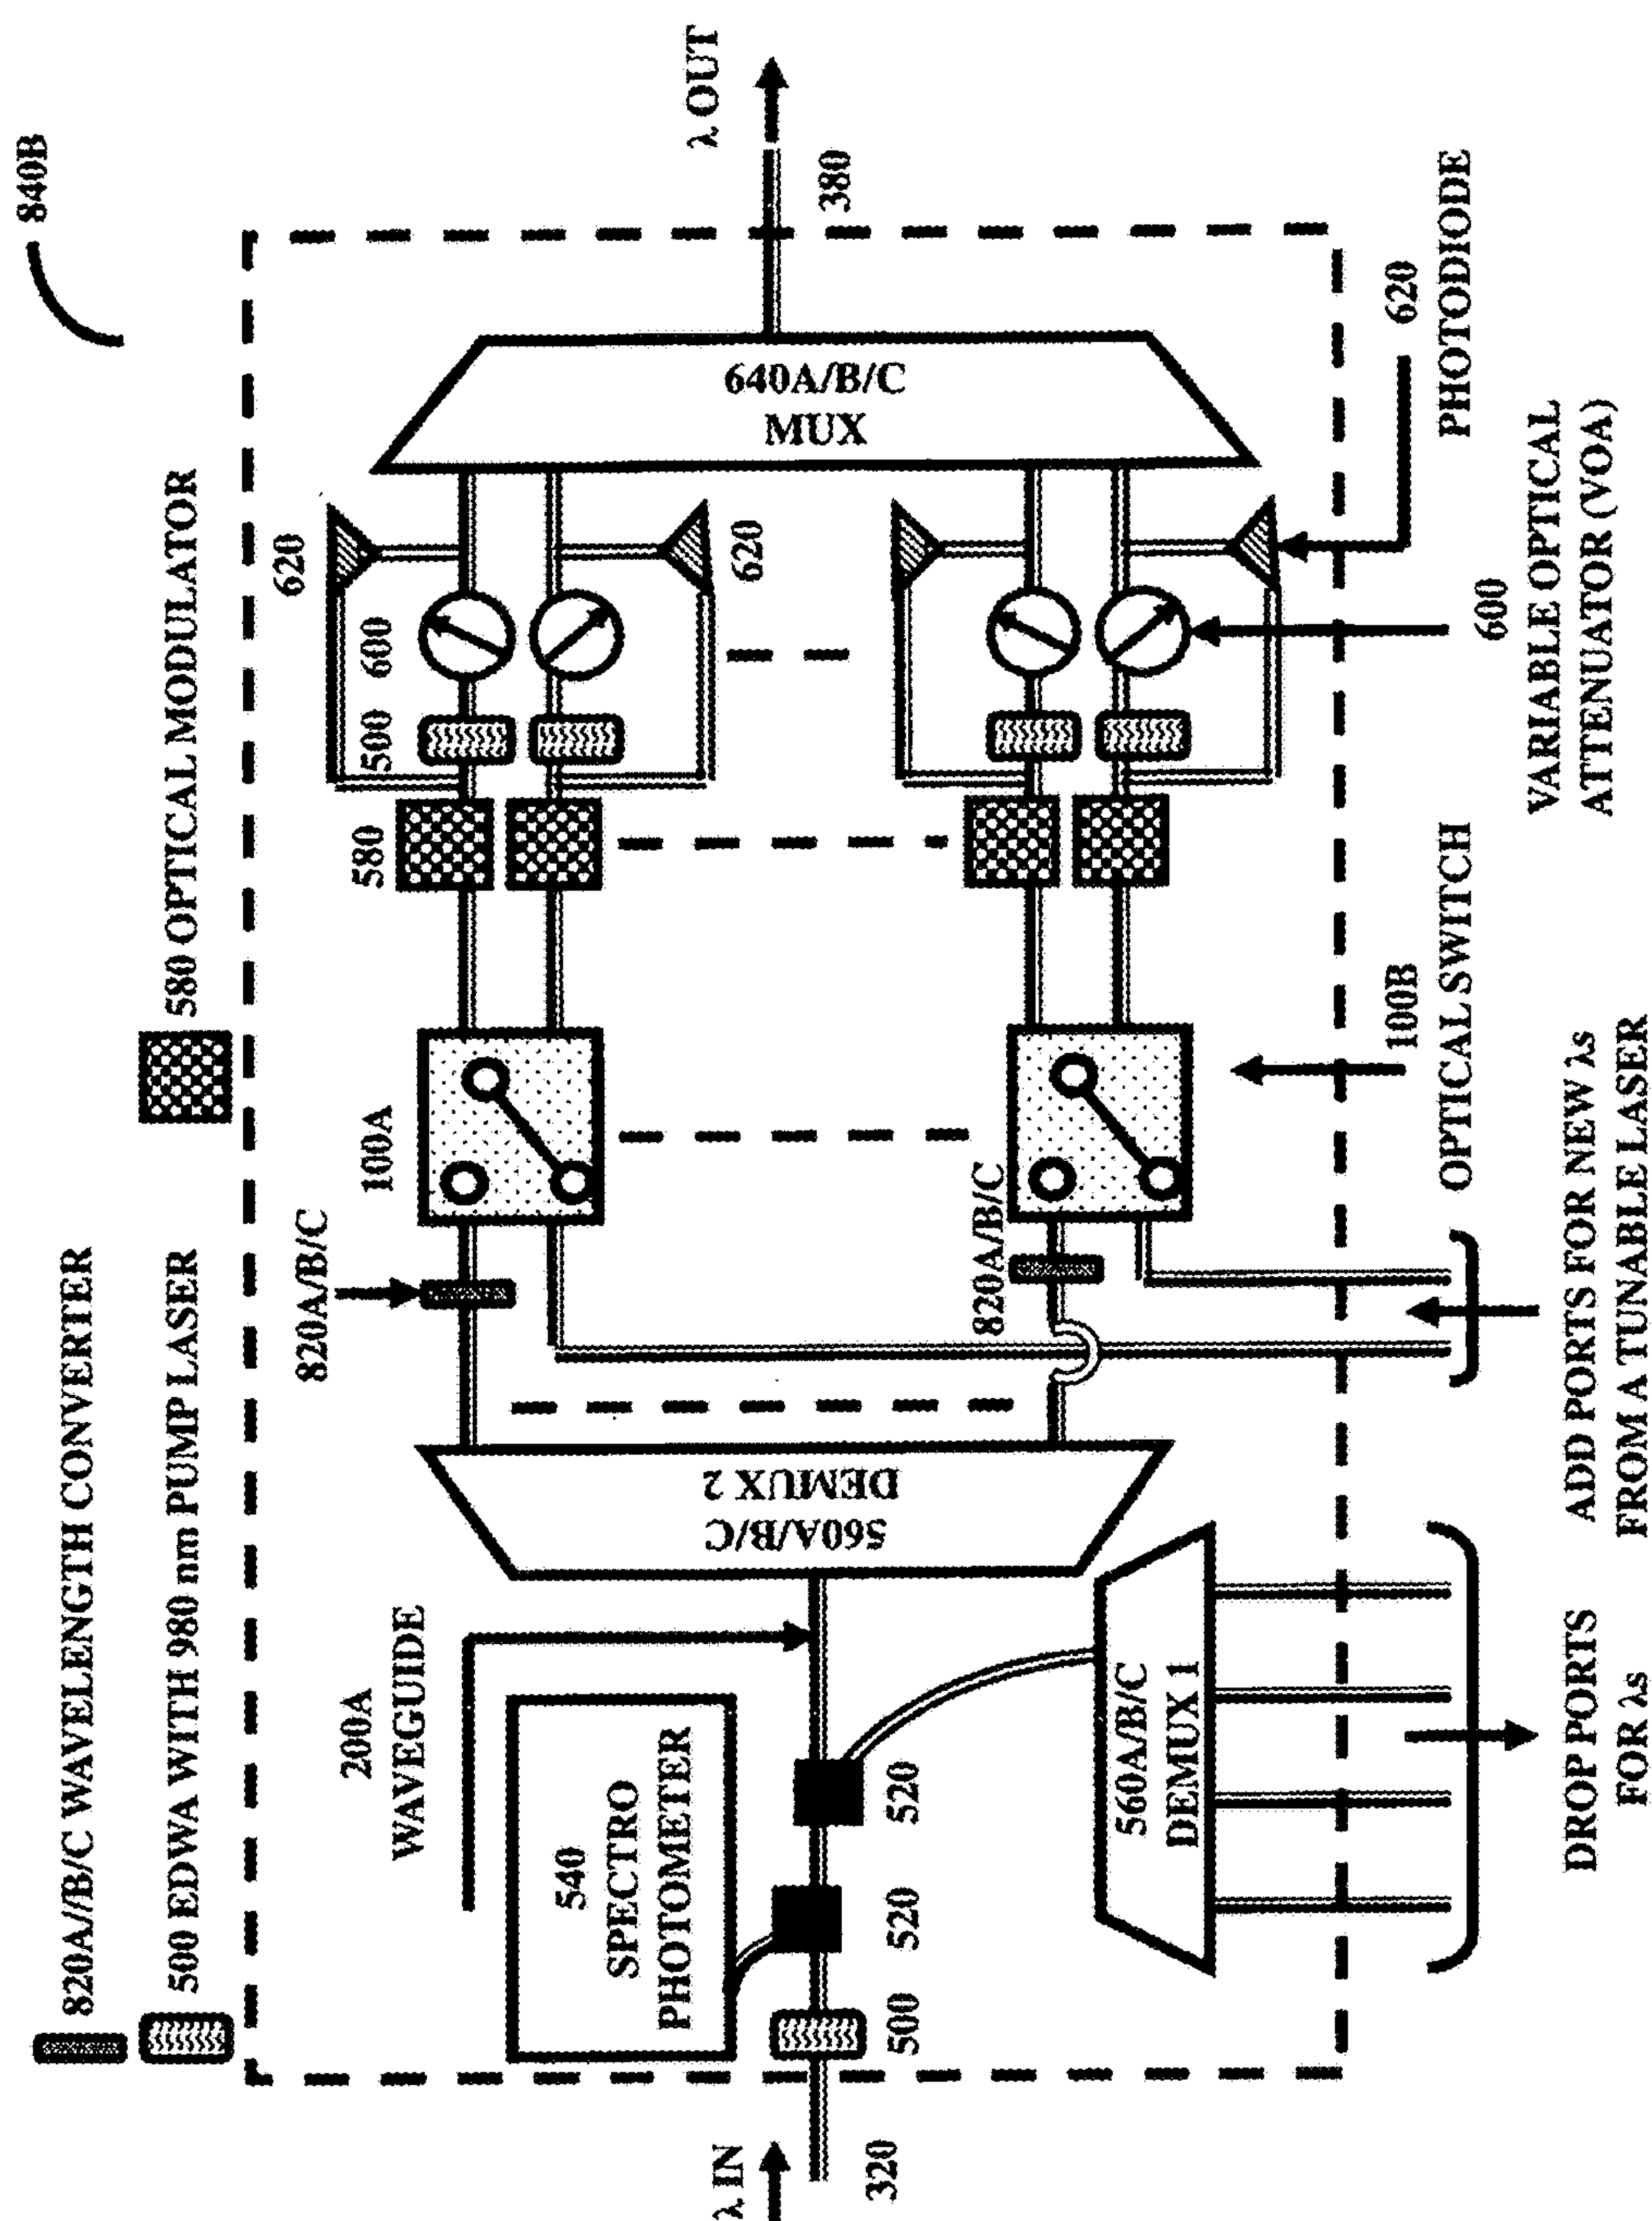 840B
820A//B/C WAVELENGTH CONVERTER
500 EDWA WITH 980 nm PUMP LASER
580 OPTICAL MODULATOR
λ IN
320
500
540
SPECTRO
PHOTOMETER
520
520
200A
WAVEGUIDE
560A/B/C
DEMUX 1
560A/B/C
DEMUX 2
820A/B/C
820A/B/C
100A
580
500
600
620
620
640A/B/C
MUX
λ OUT
380
DROP PORTS
FOR λs
ADD PORTS FOR NEW λs
FROM A TUNABLE LASER
100B
OPTICAL SWITCH
600
VARIABLE OPTICAL
ATTENUATOR (VOA)
620
PHOTODIODE